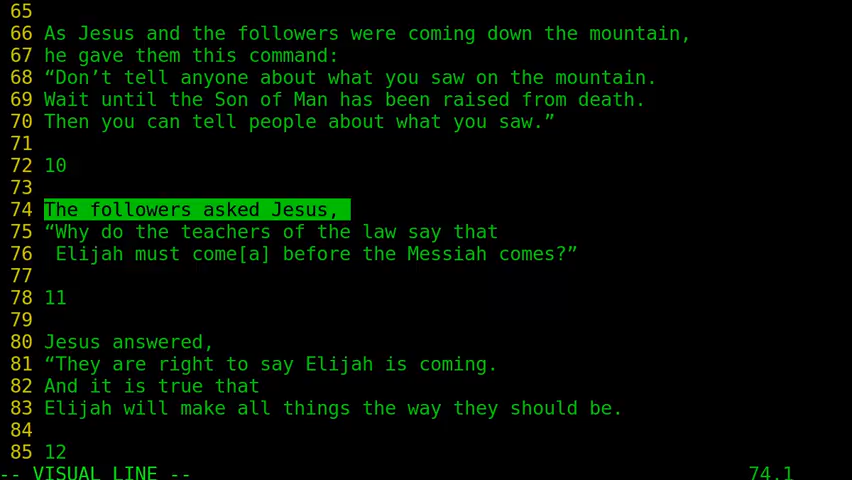 65
66 As Jesus and the followers were coming down the mountain,
67 he gave them this command:
68 “Don’t tell anyone about what you saw on the mountain.
69 Wait until the Son of Man has been raised from death.
70 Then you can tell people about what you saw.”
71
72 10
73
74 The followers asked Jesus,
75 “Why do the teachers of the law say that
76  Elijah must come[a] before the Messiah comes?”
77
78 11
79
80 Jesus answered,
81 “They are right to say Elijah is coming.
82 And it is true that
83 Elijah will make all things the way they should be.
84
85 12
-- VISUAL LINE -- 74,1